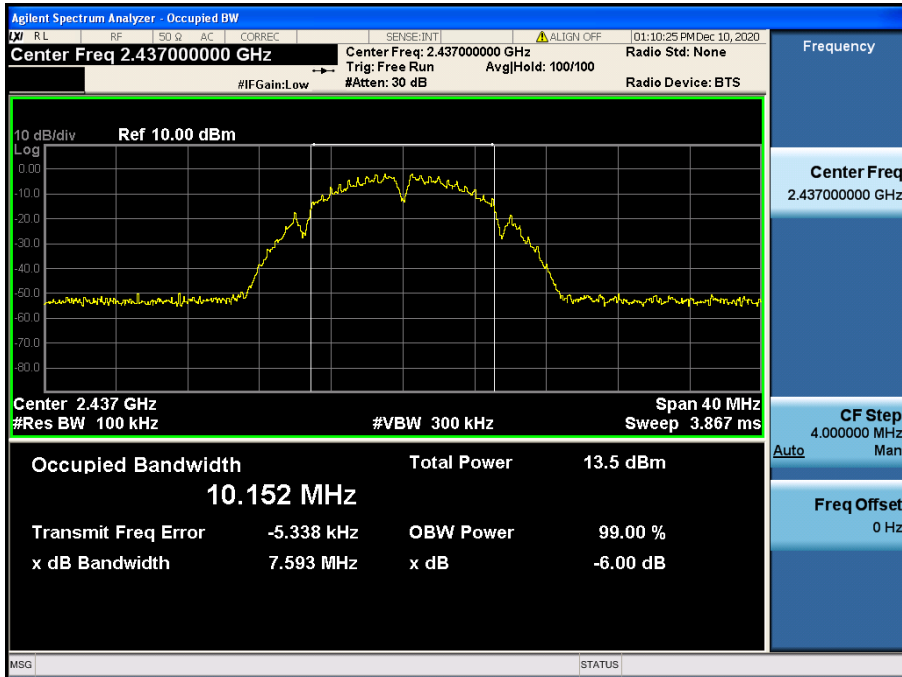 Agilent Spectrum Analyzer - Occupied BW
LXI RL RF 50 Ω AC CORREC SENSE:INT ALIGN OFF 01:10:25 PM Dec 10, 2020
Center Freq 2.437000000 GHz
Center Freq: 2.437000000 GHz
Radio Std: None
Trig: Free Run Avg|Hold: 100/100
#IFGain:Low
#Atten: 30 dB
Radio Device: BTS
Frequency
10 dB/div Ref 10.00 dBm
Log
0.00
-10.0
-20.0
-30.0
-40.0
-50.0
-60.0
-70.0
-80.0
Center 2.437 GHz
Span 40 MHz
#Res BW 100 kHz
#VBW 300 kHz
Sweep 3.867 ms
Occupied Bandwidth
Total Power 13.5 dBm
10.152 MHz
Transmit Freq Error -5.338 kHz
OBW Power 99.00 %
x dB Bandwidth 7.593 MHz
x dB -6.00 dB
Center Freq
2.437000000 GHz
CF Step
4.000000 MHz
Auto Man
Freq Offset
0 Hz
MSG
STATUS